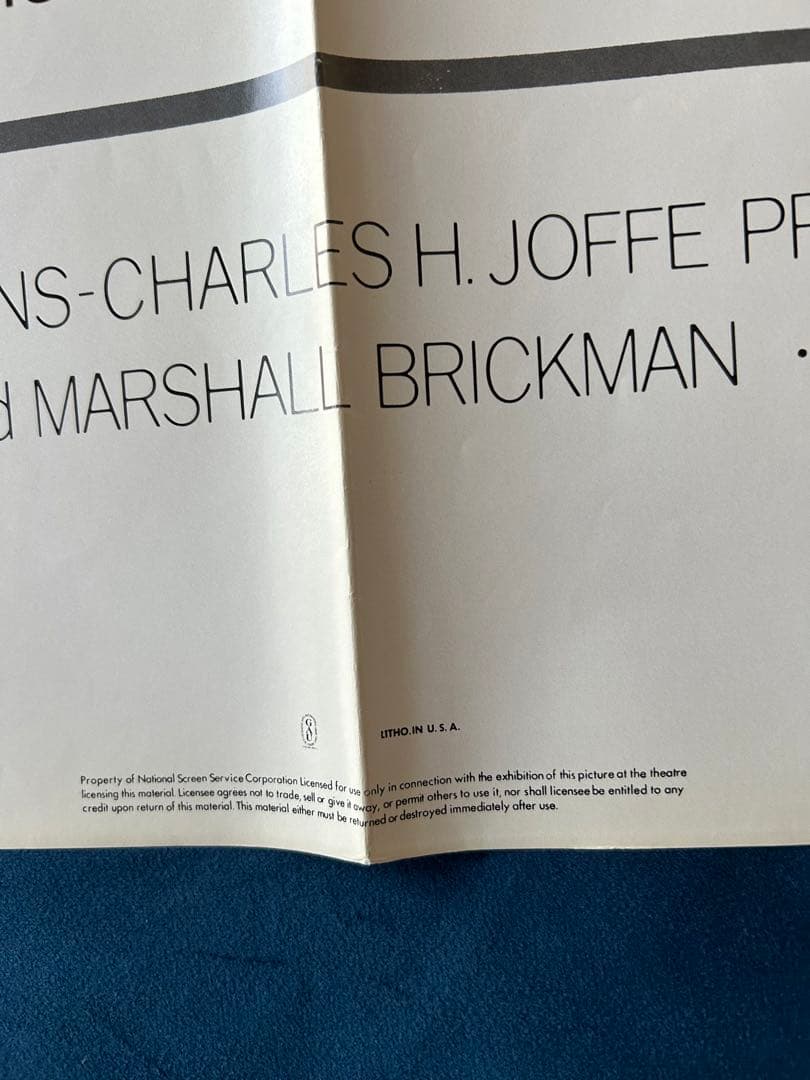 NS-CHARLES H. JOFFE PR
d MARSHALL BRICKMAN •
LITHO.IN U.S.A.
Property of National Screen Service Corporation Licensed for use only in connection with the exhibition of this picture at the theatre
licensing this material. Licensee agrees not to trade, sell or give it away, or permit others to use it, nor shall licensee be entitled to any
credit upon return of this material. This material either must be returned or destroyed immediately after use.